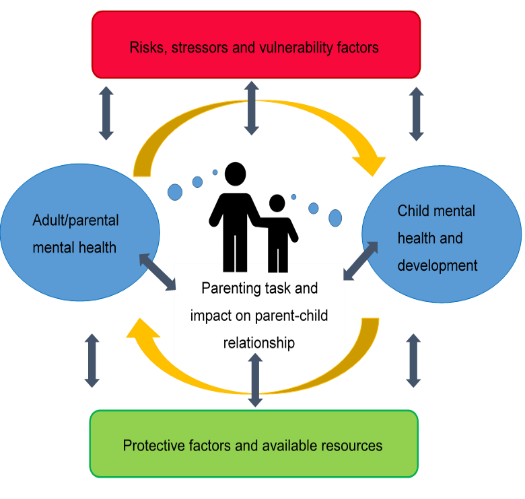 Risks, stressors and vulnerability factors
Adult/parental
mental health
Child mental
health and
development
Parenting task and
impact on parent-child
relationship
Protective factors and available resources